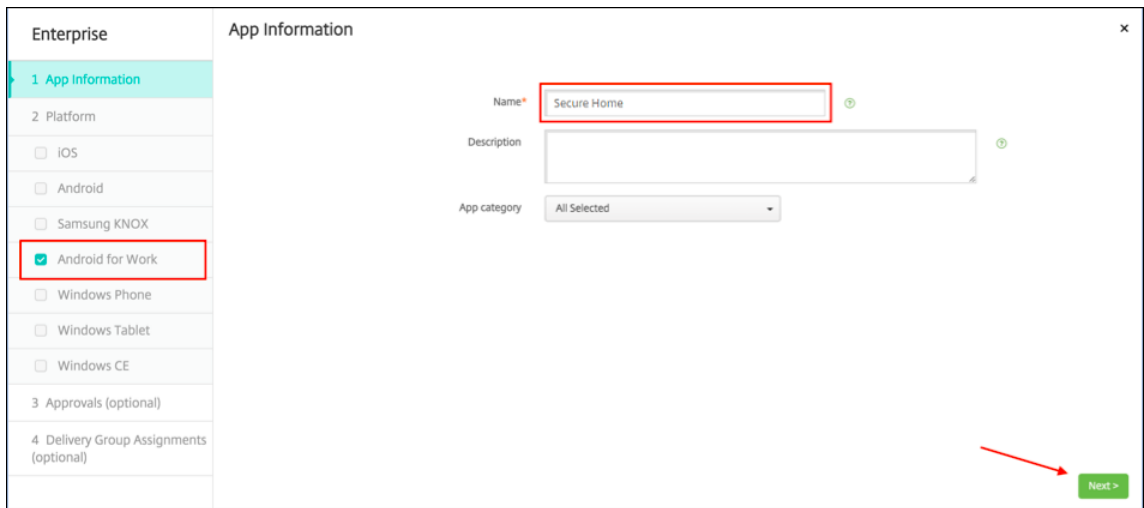 Enterprise
1 App Information
2 Platform
iOS
Android
Samsung KNOX
Android for Work
Windows Phone
Windows Tablet
Windows CE
3 Approvals (optional)
4 Delivery Group Assignments
(optional)
App Information
×
Name*
Secure Home
?
Description
?
App category
All Selected
Next >